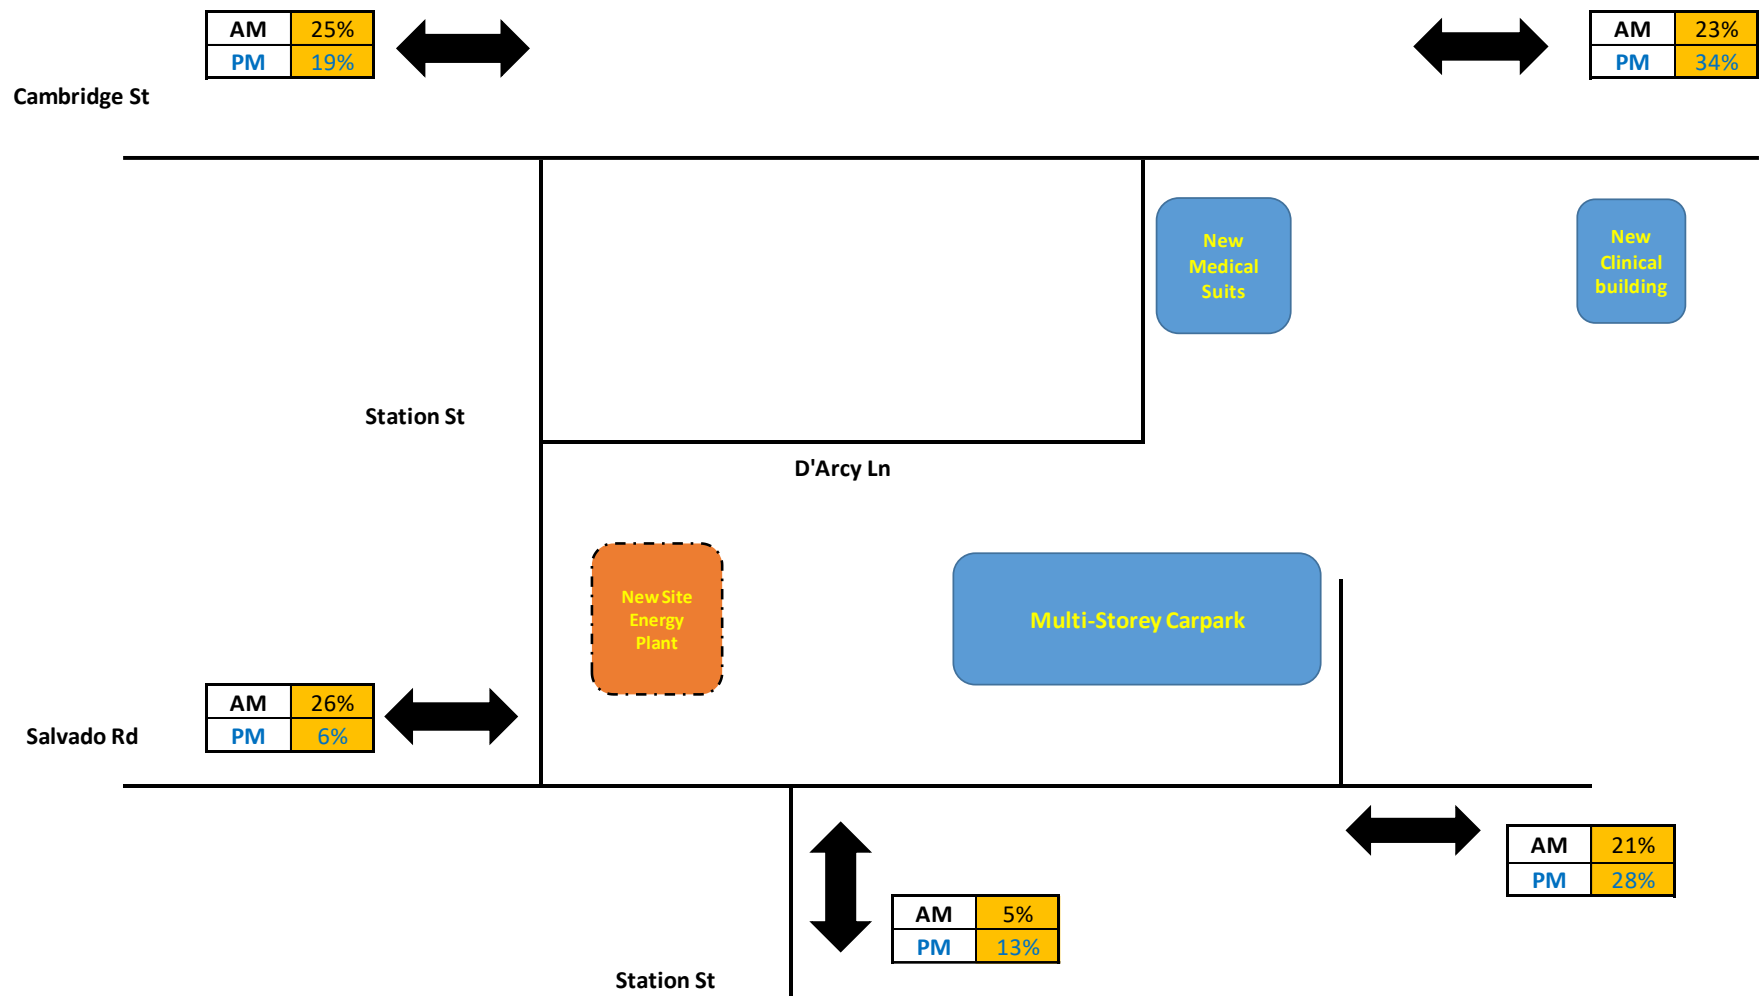 AM 25%
PM 19%
AM 23%
PM 34%
Cambridge St
New
Medical
Suits
New
Clinical
building
Station St
D'Arcy Ln
New Site
Energy
Plant
Multi-Storey Carpark
Salvado Rd
AM 26%
PM 6%
AM 21%
PM 28%
AM 5%
PM 13%
Station St